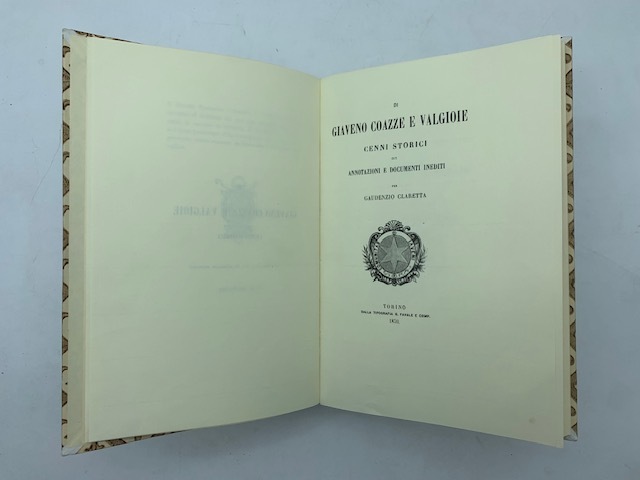 DI
GIAVENO COAZZE E VALGIOIE
CENNI STORICI
CON
ANNOTAZIONI E DOCUMENTI INEDITI
PER
GAUDENZIO CLARETTA
TORINO
DALLA TIPOGRAFIA G. FAVALE E COMP.